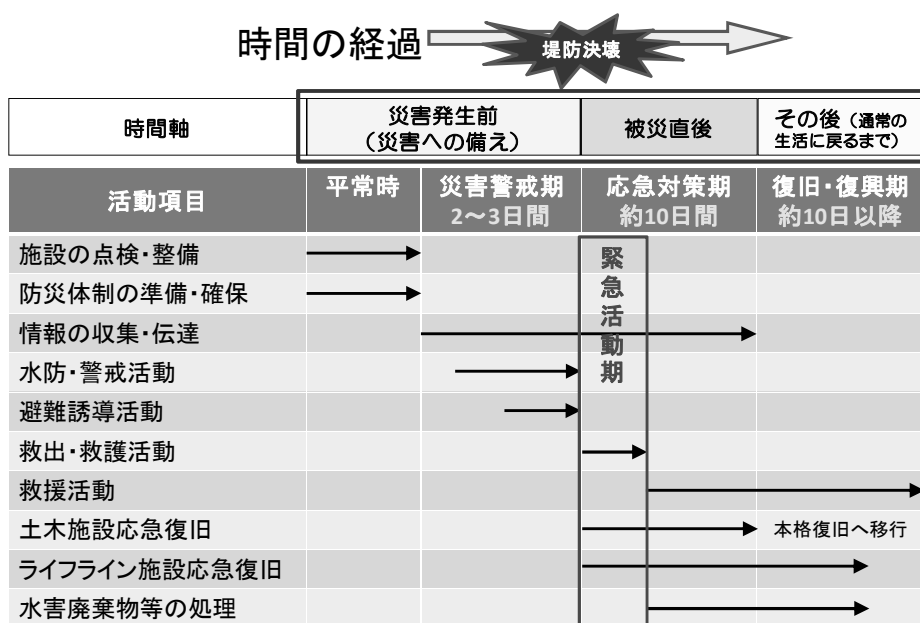 時間の経過
堤防決壊
時間軸
災害発生前
(災害への備え)
被災直後
その後(通常の
生活に戻るまで)
活動項目
平常時
災害警戒期
2~3日間
応急対策期
約10日間
復旧・復興期
約10日以降
緊急活動期
施設の点検・整備
防災体制の準備・確保
情報の収集・伝達
水防・警戒活動
避難誘導活動
救出・救護活動
救援活動
土木施設応急復旧
本格復旧へ移行
ライフライン施設応急復旧
水害廃棄物等の処理